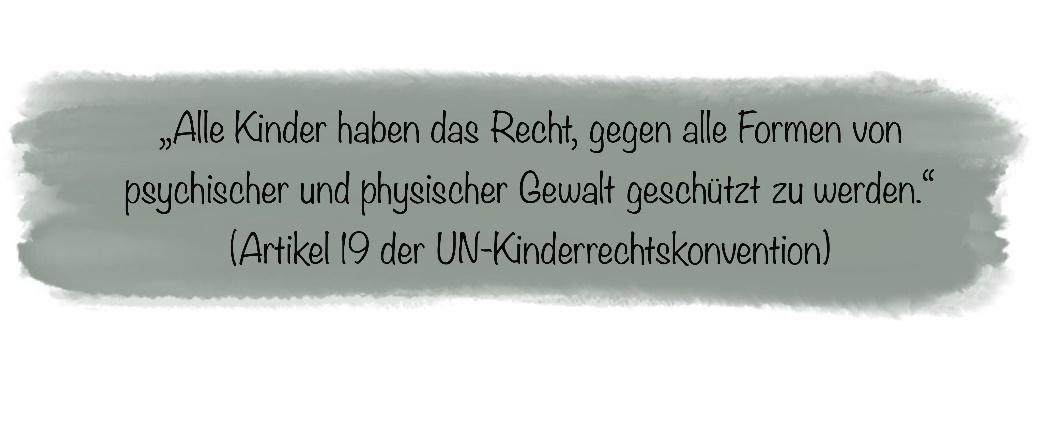 „Alle Kinder haben das Recht, gegen alle Formen von
psychischer und physischer Gewalt geschützt zu werden.“
(Artikel 19 der UN-Kinderrechtskonvention)